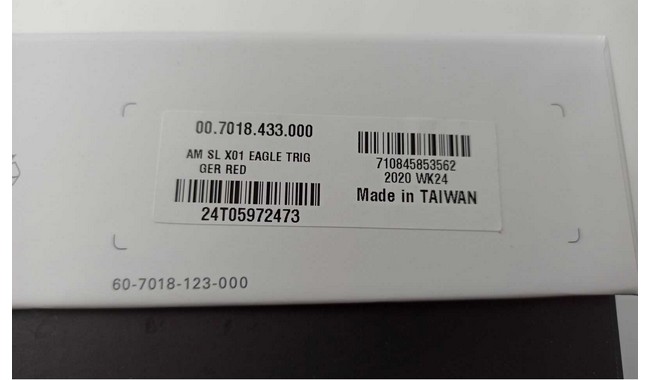 00.7018.433.000
AM SL X01 EAGLE TRIG
GER RED
24T05972473
710845853562
2020 WK24
Made in TAIWAN
60-7018-123-000